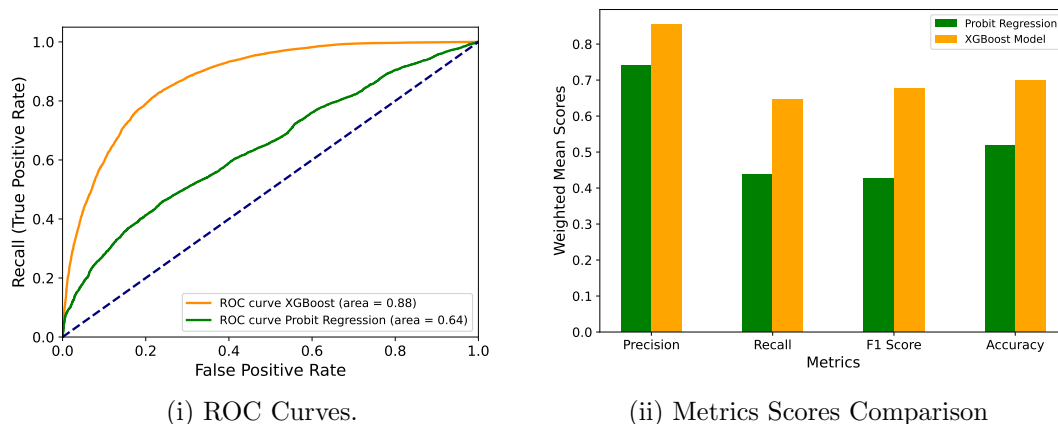 1.0
0.8
0.6
0.4
0.2
0.0
Recall (True Positive Rate)
ROC curve XGBoost (area = 0.88)
ROC curve Probit Regression (area = 0.64)
0.0 0.2 0.4 0.6 0.8 1.0
False Positive Rate
(i) ROC Curves.
0.8
0.7
0.6
0.5
0.4
0.3
0.2
0.1
0.0
Weighted Mean Scores
Probit Regression
XGBoost Model
Precision Recall F1 Score Accuracy
Metrics
(ii) Metrics Scores Comparison